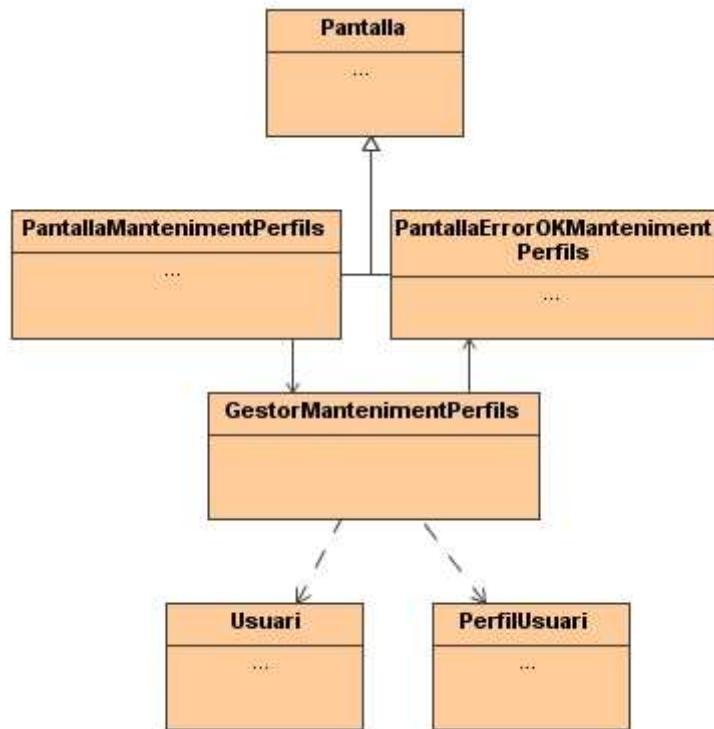 Pantalla
...
PantallaMantenimentPerfils
...
PantallaErrorOKManteniment
Perfils
...
GestorMantenimentPerfils
Usuari
...
PerfilUsuari
...